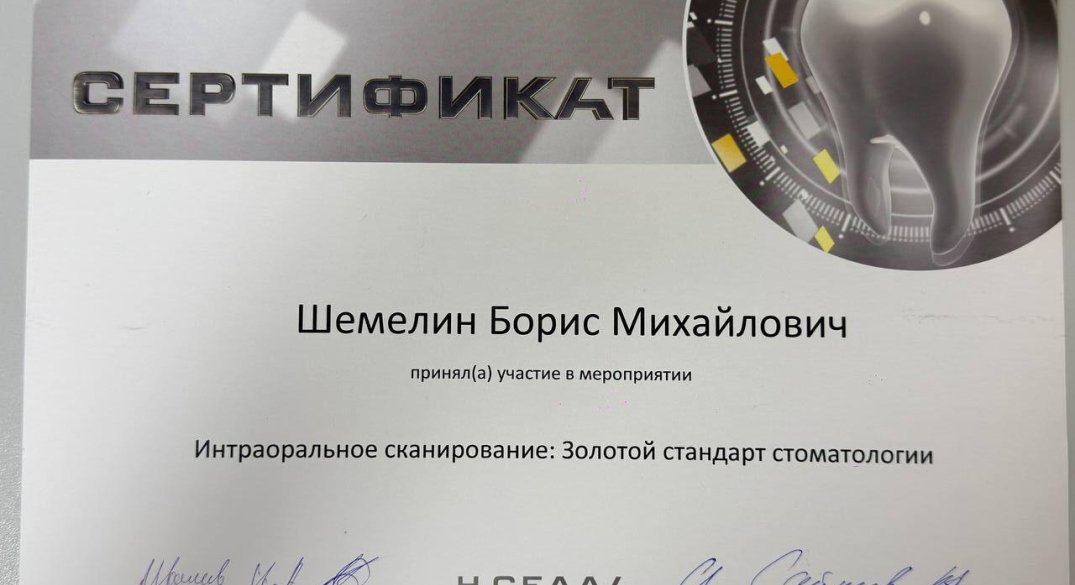 СЕРТИФИКАТ
Шемелин Борис Михайлович
принял(а) участие в мероприятии
Интраоральное сканирование: Золотой стандарт стоматологии